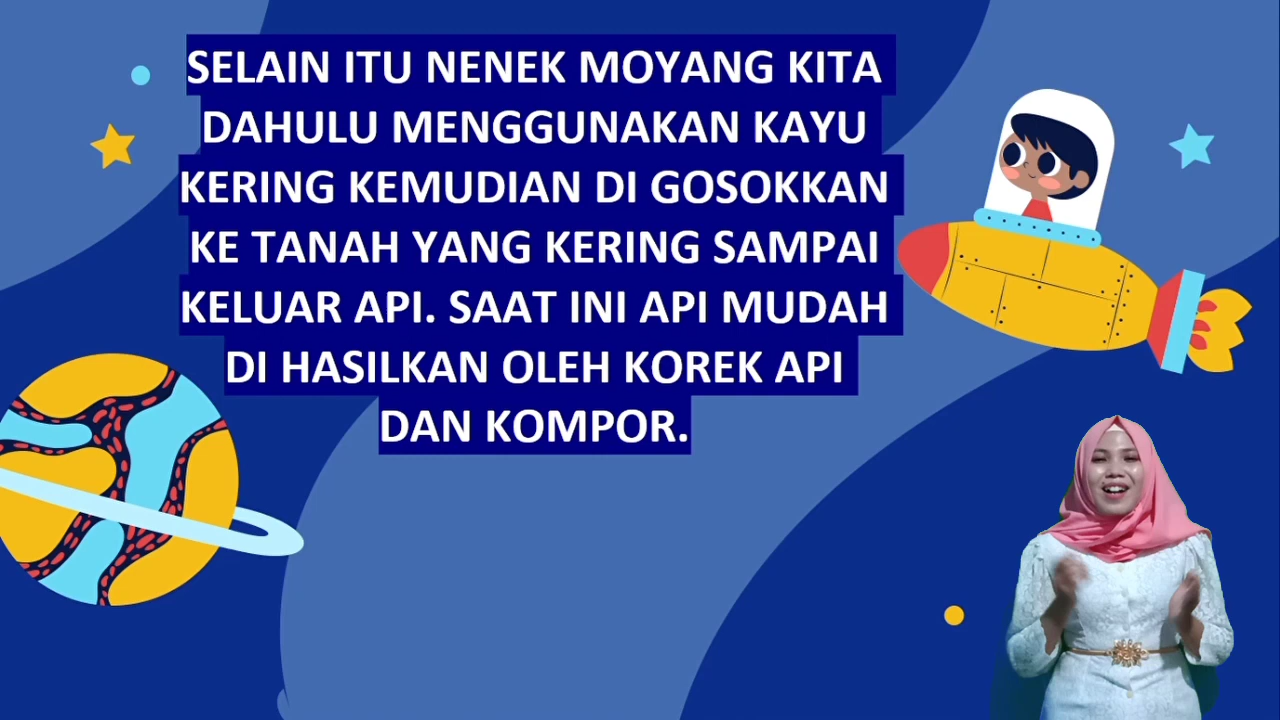 SELAIN ITU NENEK MOYANG KITA
DAHULU MENGGUNAKAN KAYU
KERING KEMUDIAN DI GOSOKKAN
KE TANAH YANG KERING SAMPAI
KELUAR API. SAAT INI API MUDAH
DI HASILKAN OLEH KOREK API
DAN KOMPOR.